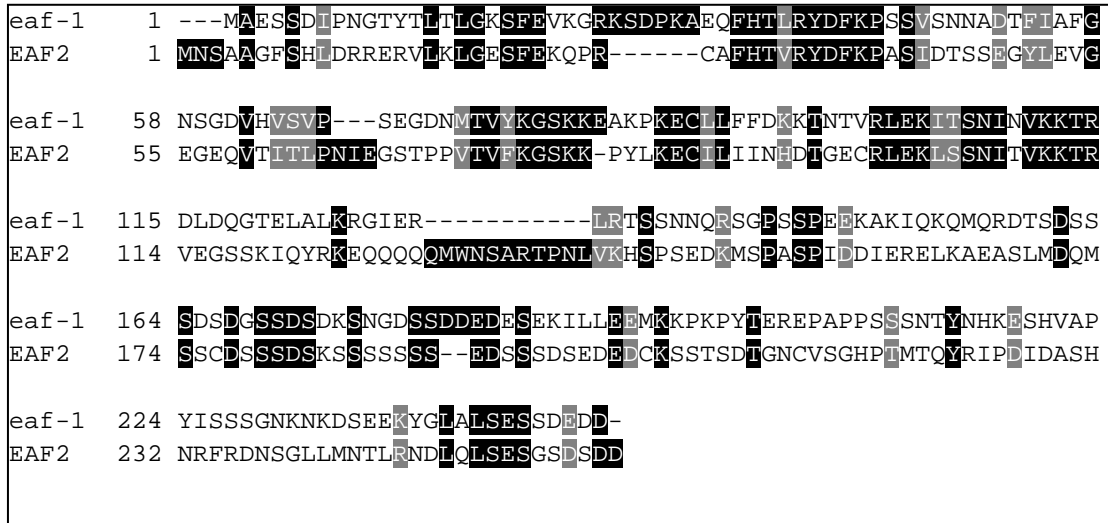 eaf-1 1 ---MAESSDIPNGTYTLTLGKSFEVKGRKSDPKAEQFHTLRYDFKPSSVSNNADTFIAFG
EAF2 1 MNSAAGFSHLDRRERVLKLGESFEKQPR------CAFHTVRYDFKPASIDTSSEGYLEVG
eaf-1 58 NSGDVHVSVP---SEGDNMTVYKGSKKEAKPKECLLFFDKKTNTVRLEKITSNINVKKTR
EAF2 55 EGEQVTITLPNIEGSTPPVTVFKGSKK-PYLKECILIINHDTGECRLEKLSSNITVKKTR
eaf-1 115 DLDQGTELALKRGIER-----------LRTSSNNQRSGPSSPEEKAKIQKQMQRDTSDSS
EAF2 114 VEGSSKIQYRKEQQQQQMWNSARTPNLVKHSPSEDKMSPASPIDDIERELKAEASLMDQM
eaf-1 164 SDSDGSSDSDKSNGDSSDDEDESEKILLEEMKKPKPYTEREPAPPSSSNTYNHKESHVAP
EAF2 174 SSCDSSSDSKSSSSSSS--EDSSSDSEDEDCKSSTSDTGNCVSGHPTMTQYRIPDIDASH
eaf-1 224 YISSSGNKNKDSEEKYGLALSESSDEDD-
EAF2 232 NRFRDNSGLLMNTLRNDLQLSESGSDSDD